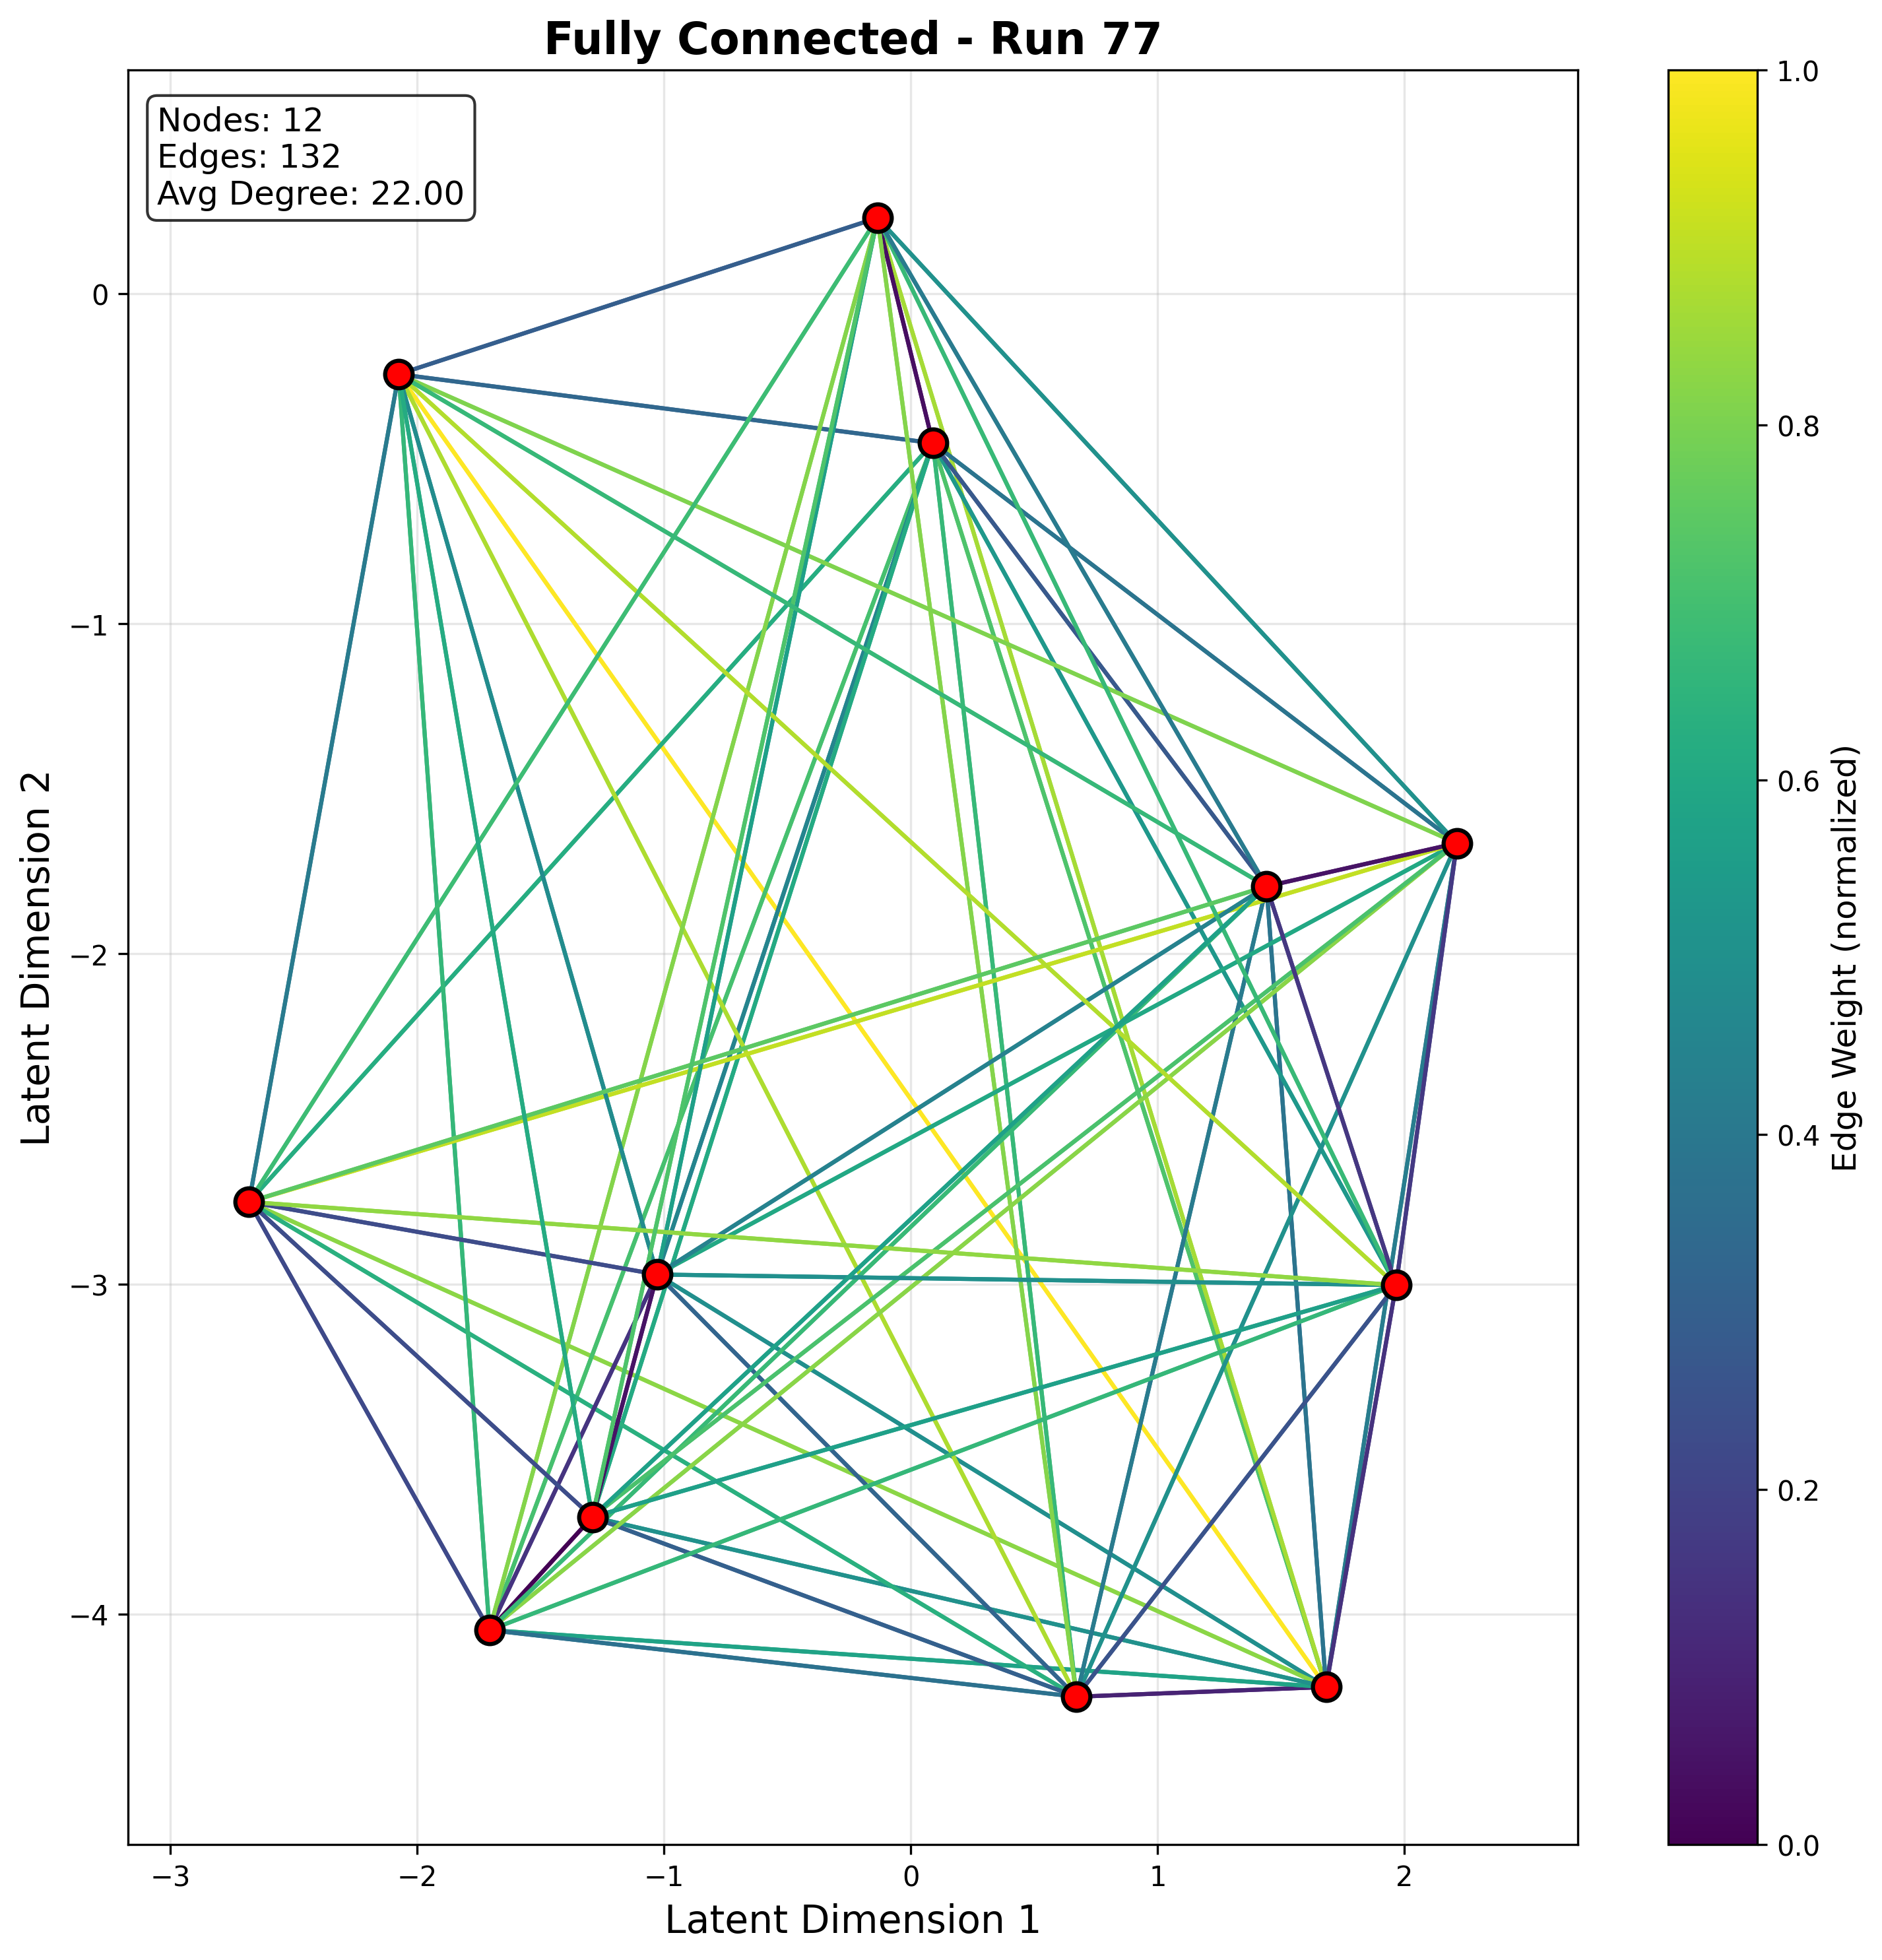 Fully Connected - Run 77
Nodes: 12
Edges: 132
Avg Degree: 22.00
0
−1
−2
−3
−4
Latent Dimension 2
−3
−2
−1
0
1
2
Latent Dimension 1
1.0
0.8
0.6
0.4
0.2
0.0
Edge Weight (normalized)